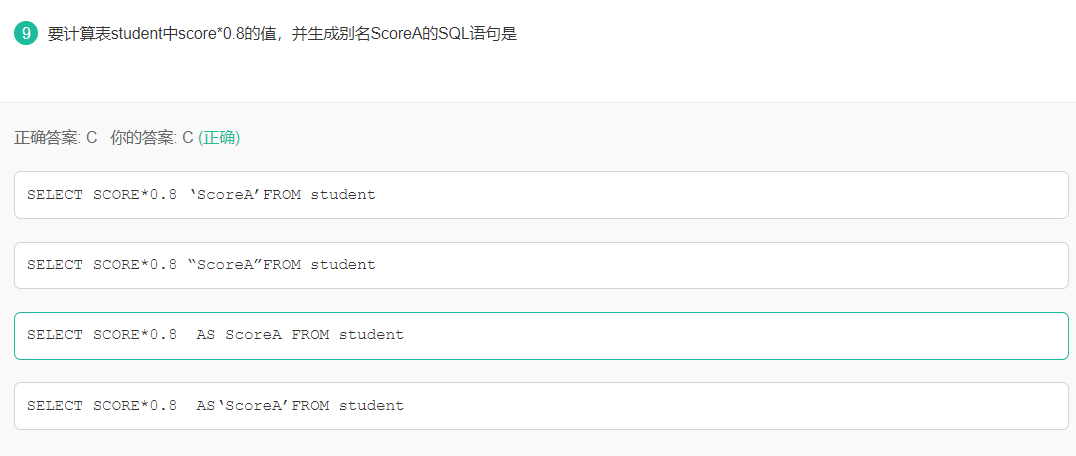 9 要计算表student中score*0.8的值，并生成别名ScoreA的SQL语句是
正确答案: C 你的答案: C (正确)
SELECT SCORE*0.8 ‘ScoreA’FROM student
SELECT SCORE*0.8 “ScoreA”FROM student
SELECT SCORE*0.8  AS ScoreA FROM student
SELECT SCORE*0.8  AS‘ScoreA’FROM student